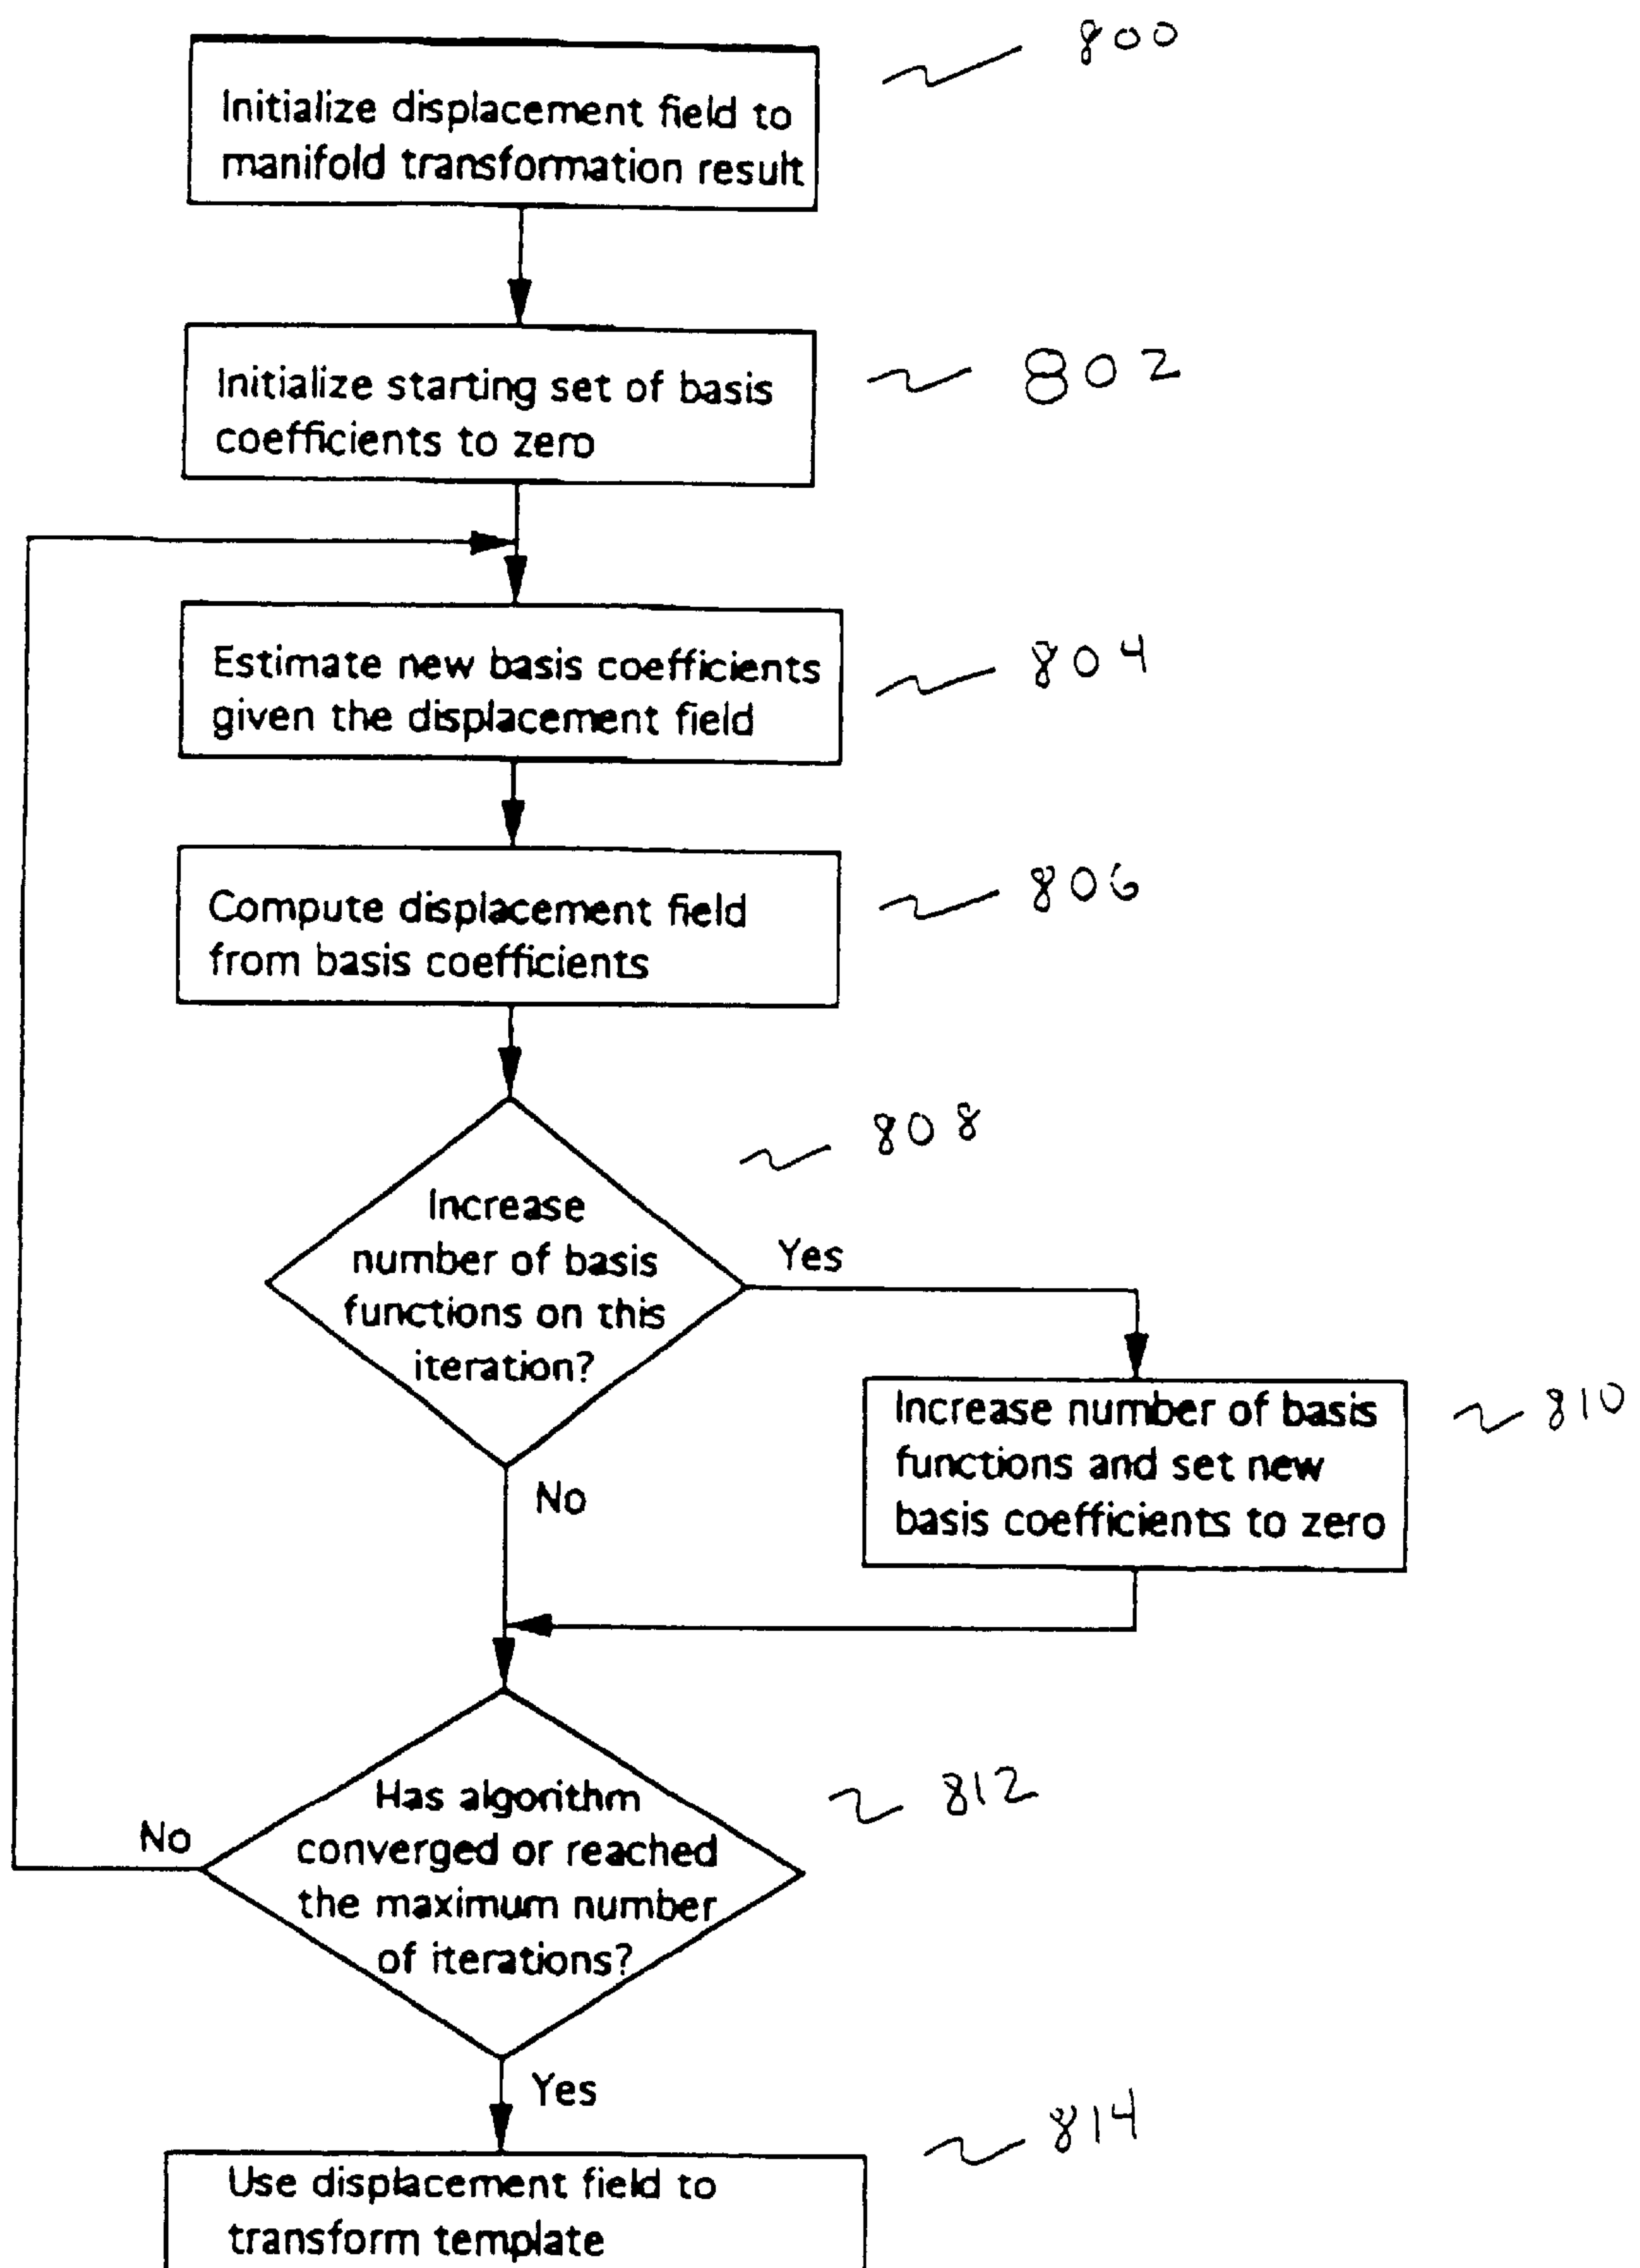 800
Initialize displacement field to
manifold transformation result
802
Initialize starting set of basis
coefficients to zero
804
Estimate new basis coefficients
given the displacement field
806
Compute displacement field
from basis coefficients
808
Increase
number of basis
functions on this
iteration?
Yes
No
810
Increase number of basis
functions and set new
basis coefficients to zero
812
Has algorithm
converged or reached
the maximum number
of iterations?
No
Yes
814
Use displacement field to
transform template